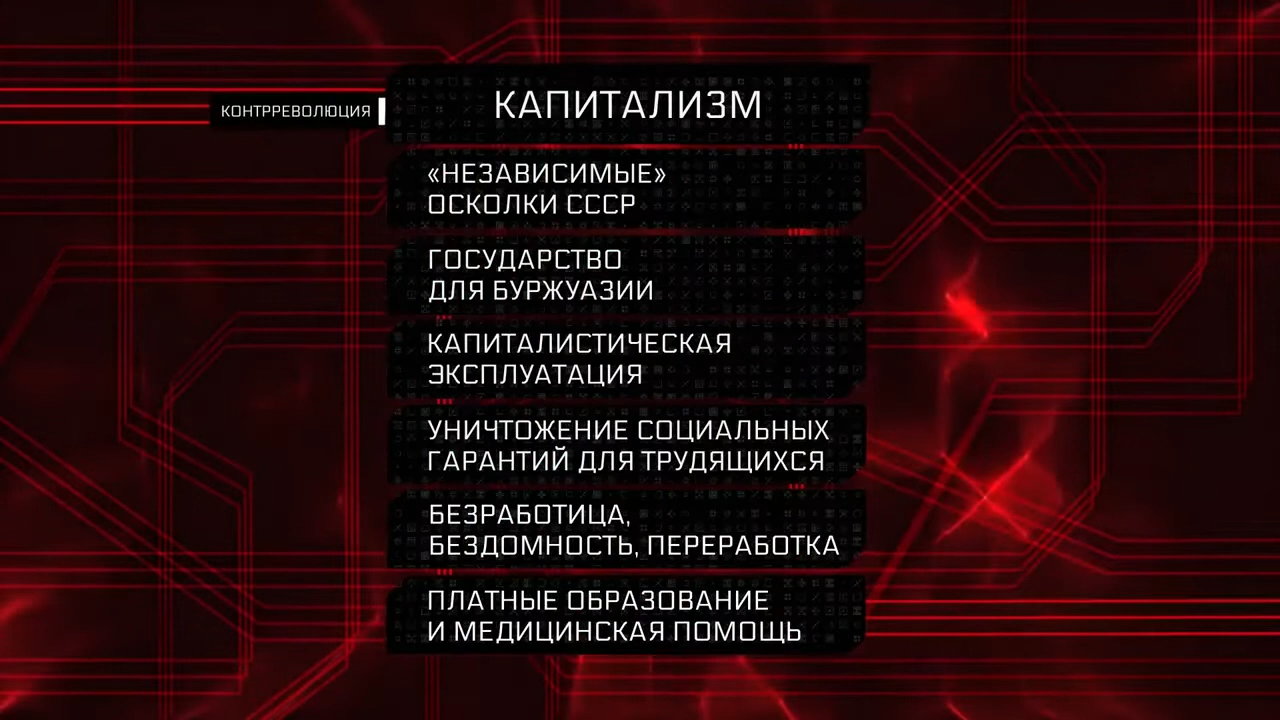 КОНТРРЕВОЛЮЦИЯ
КАПИТАЛИЗМ
«НЕЗАВИСИМЫЕ»
ОСКОЛКИ СССР
ГОСУДАРСТВО
ДЛЯ БУРЖУАЗИИ
КАПИТАЛИСТИЧЕСКАЯ
ЭКСПЛУАТАЦИЯ
УНИЧТОЖЕНИЕ СОЦИАЛЬНЫХ
ГАРАНТИЙ ДЛЯ ТРУДЯЩИХСЯ
БЕЗРАБОТИЦА,
БЕЗДОМНОСТЬ, ПЕРЕРАБОТКА
ПЛАТНЫЕ ОБРАЗОВАНИЕ
И МЕДИЦИНСКАЯ ПОМОЩЬ